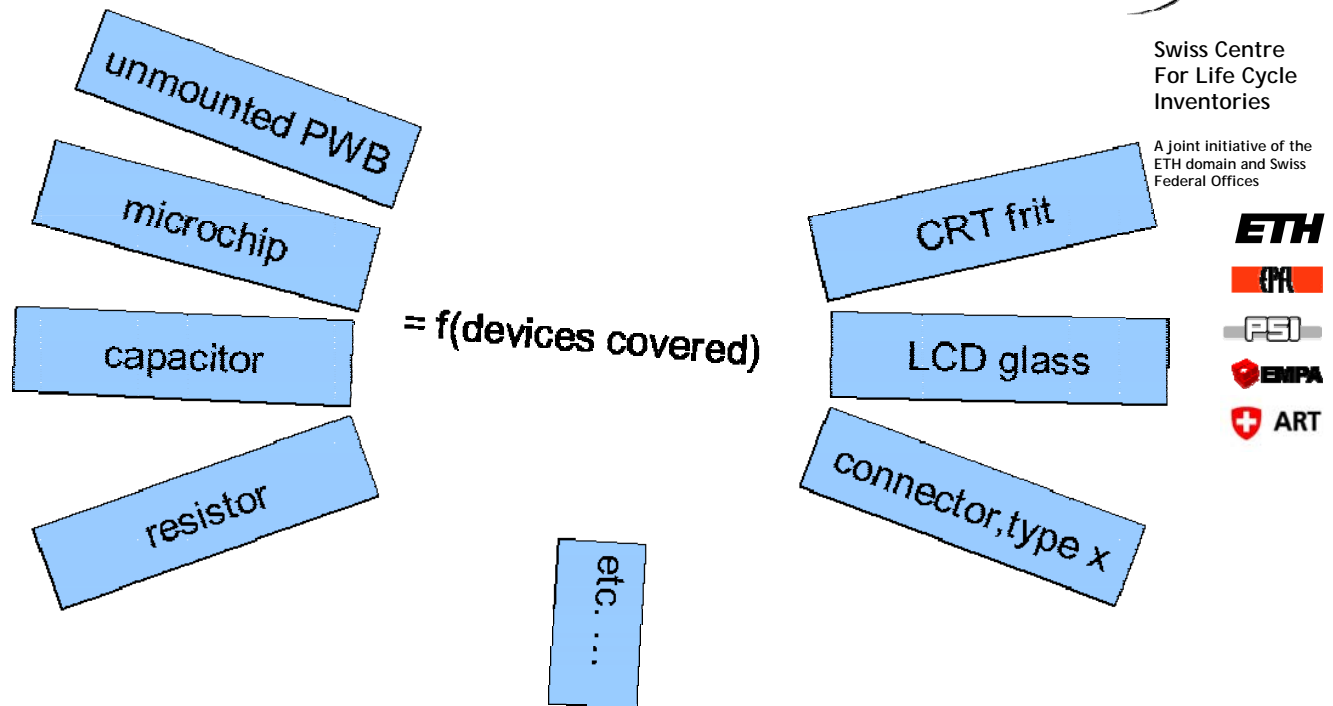 unmounted PWB
microchip
capacitor
resistor
= f(devices covered)
etc. ...
CRT frit
LCD glass
connector,type x
Swiss Centre
For Life Cycle
Inventories
A joint initiative of the
ETH domain and Swiss
Federal Offices
ETH
EPFL
PSI
EMPA
ART